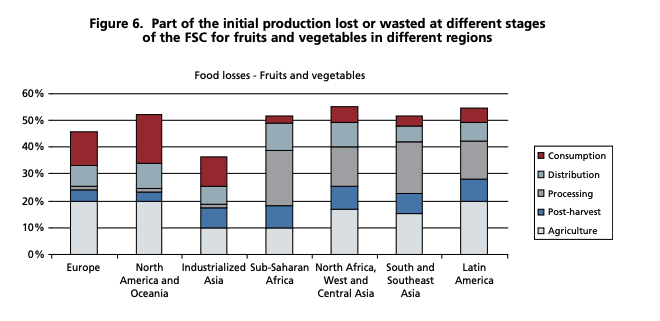 Figure 6. Part of the initial production lost or wasted at different stages
of the FSC for fruits and vegetables in different regions
Food losses - Fruits and vegetables
60%
50%
40%
30%
20%
10%
0%
Europe
North
America and
Oceania
Industrialized
Asia
Sub-Saharan
Africa
North Africa,
West and
Central Asia
South and
Southeast
Asia
Latin
America
Consumption
Distribution
Processing
Post-harvest
Agriculture